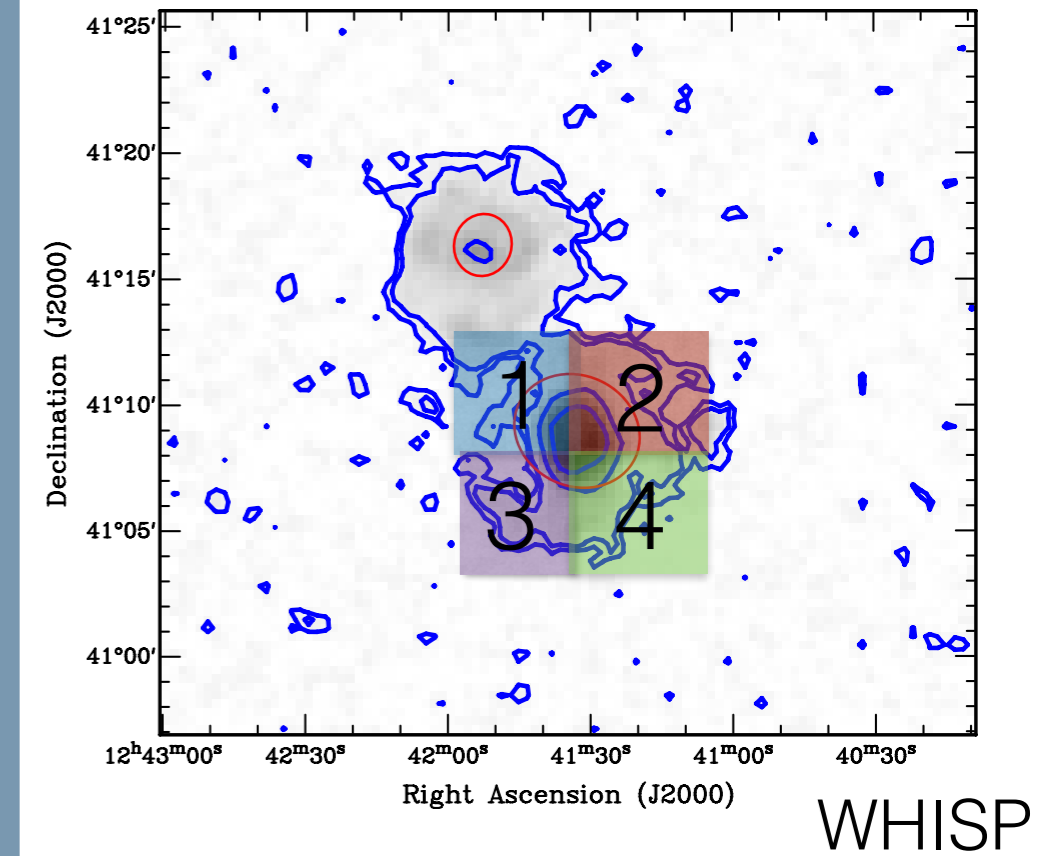 41°25′
41°20′
41°15′
41°10′
41°05′
41°00′
Declination (J2000)
1 2
3 4
12ʰ43ᵐ00ˢ 42ᵐ30ˢ 42ᵐ00ˢ 41ᵐ30ˢ 41ᵐ00ˢ 40ᵐ30ˢ
Right Ascension (J2000)
WHISP